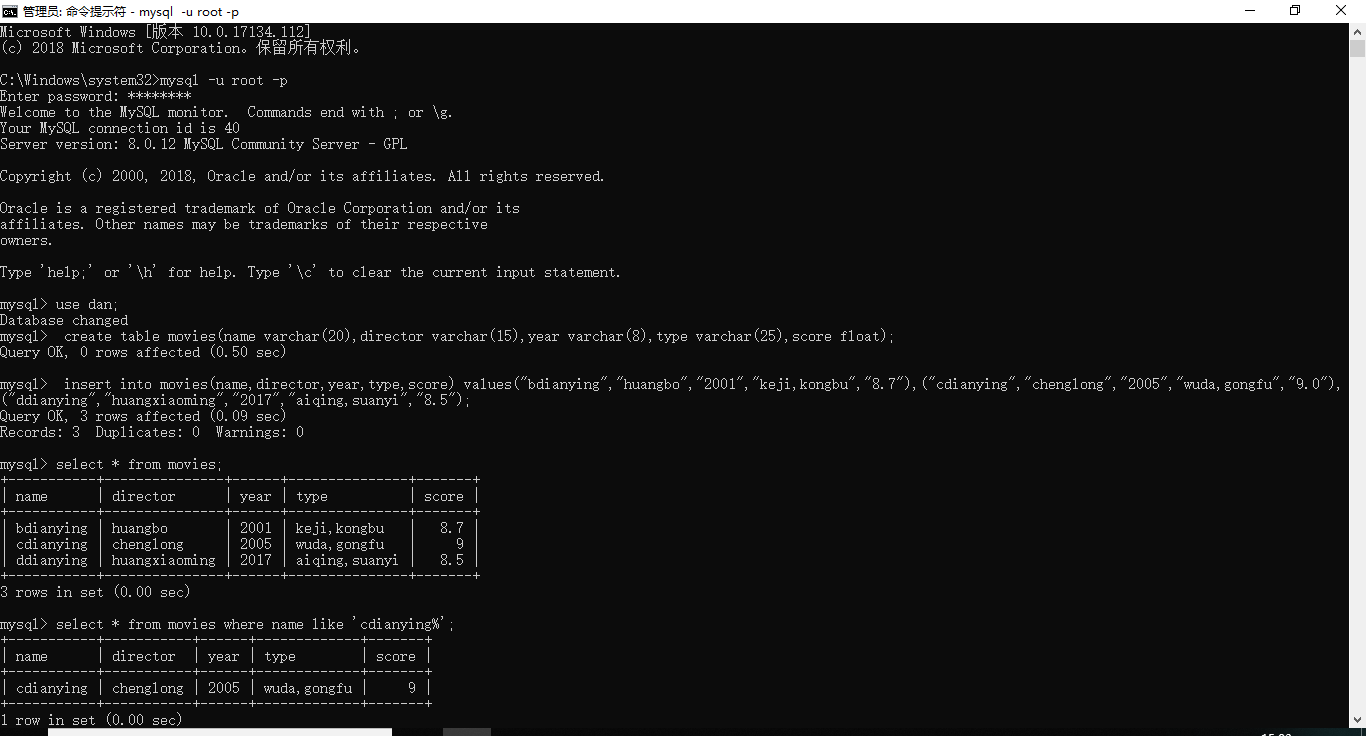 管理员: 命令提示符 - mysql  -u root -p
Microsoft Windows [版本 10.0.17134.112]
(c) 2018 Microsoft Corporation。保留所有权利。
C:\Windows\system32>mysql -u root -p
Enter password: ********
Welcome to the MySQL monitor.  Commands end with ; or \g.
Your MySQL connection id is 40
Server version: 8.0.12 MySQL Community Server - GPL
Copyright (c) 2000, 2018, Oracle and/or its affiliates. All rights reserved.
Oracle is a registered trademark of Oracle Corporation and/or its
affiliates. Other names may be trademarks of their respective
owners.
Type 'help;' or '\h' for help. Type '\c' to clear the current input statement.
mysql> use dan;
Database changed
mysql>  create table movies(name varchar(20),director varchar(15),year varchar(8),type varchar(25),score float);
Query OK, 0 rows affected (0.50 sec)
mysql>  insert into movies(name,director,year,type,score) values("bdianying","huangbo","2001","keji,kongbu","8.7"),("cdianying","chenglong","2005","wuda,gongfu","9.0"),
("ddianying","huangxiaoming","2017","aiqing,suanyi","8.5");
Query OK, 3 rows affected (0.09 sec)
Records: 3  Duplicates: 0  Warnings: 0
mysql> select * from movies;
+-----------+---------------+------+---------------+-------+
| name      | director      | year | type          | score |
+-----------+---------------+------+---------------+-------+
| bdianying | huangbo       | 2001 | keji,kongbu   |   8.7 |
| cdianying | chenglong     | 2005 | wuda,gongfu   |     9 |
| ddianying | huangxiaoming | 2017 | aiqing,suanyi |   8.5 |
+-----------+---------------+------+---------------+-------+
3 rows in set (0.00 sec)
mysql> select * from movies where name like 'cdianying%';
+-----------+-----------+------+-------------+-------+
| name      | director  | year | type        | score |
+-----------+-----------+------+-------------+-------+
| cdianying | chenglong | 2005 | wuda,gongfu |     9 |
+-----------+-----------+------+-------------+-------+
1 row in set (0.00 sec)